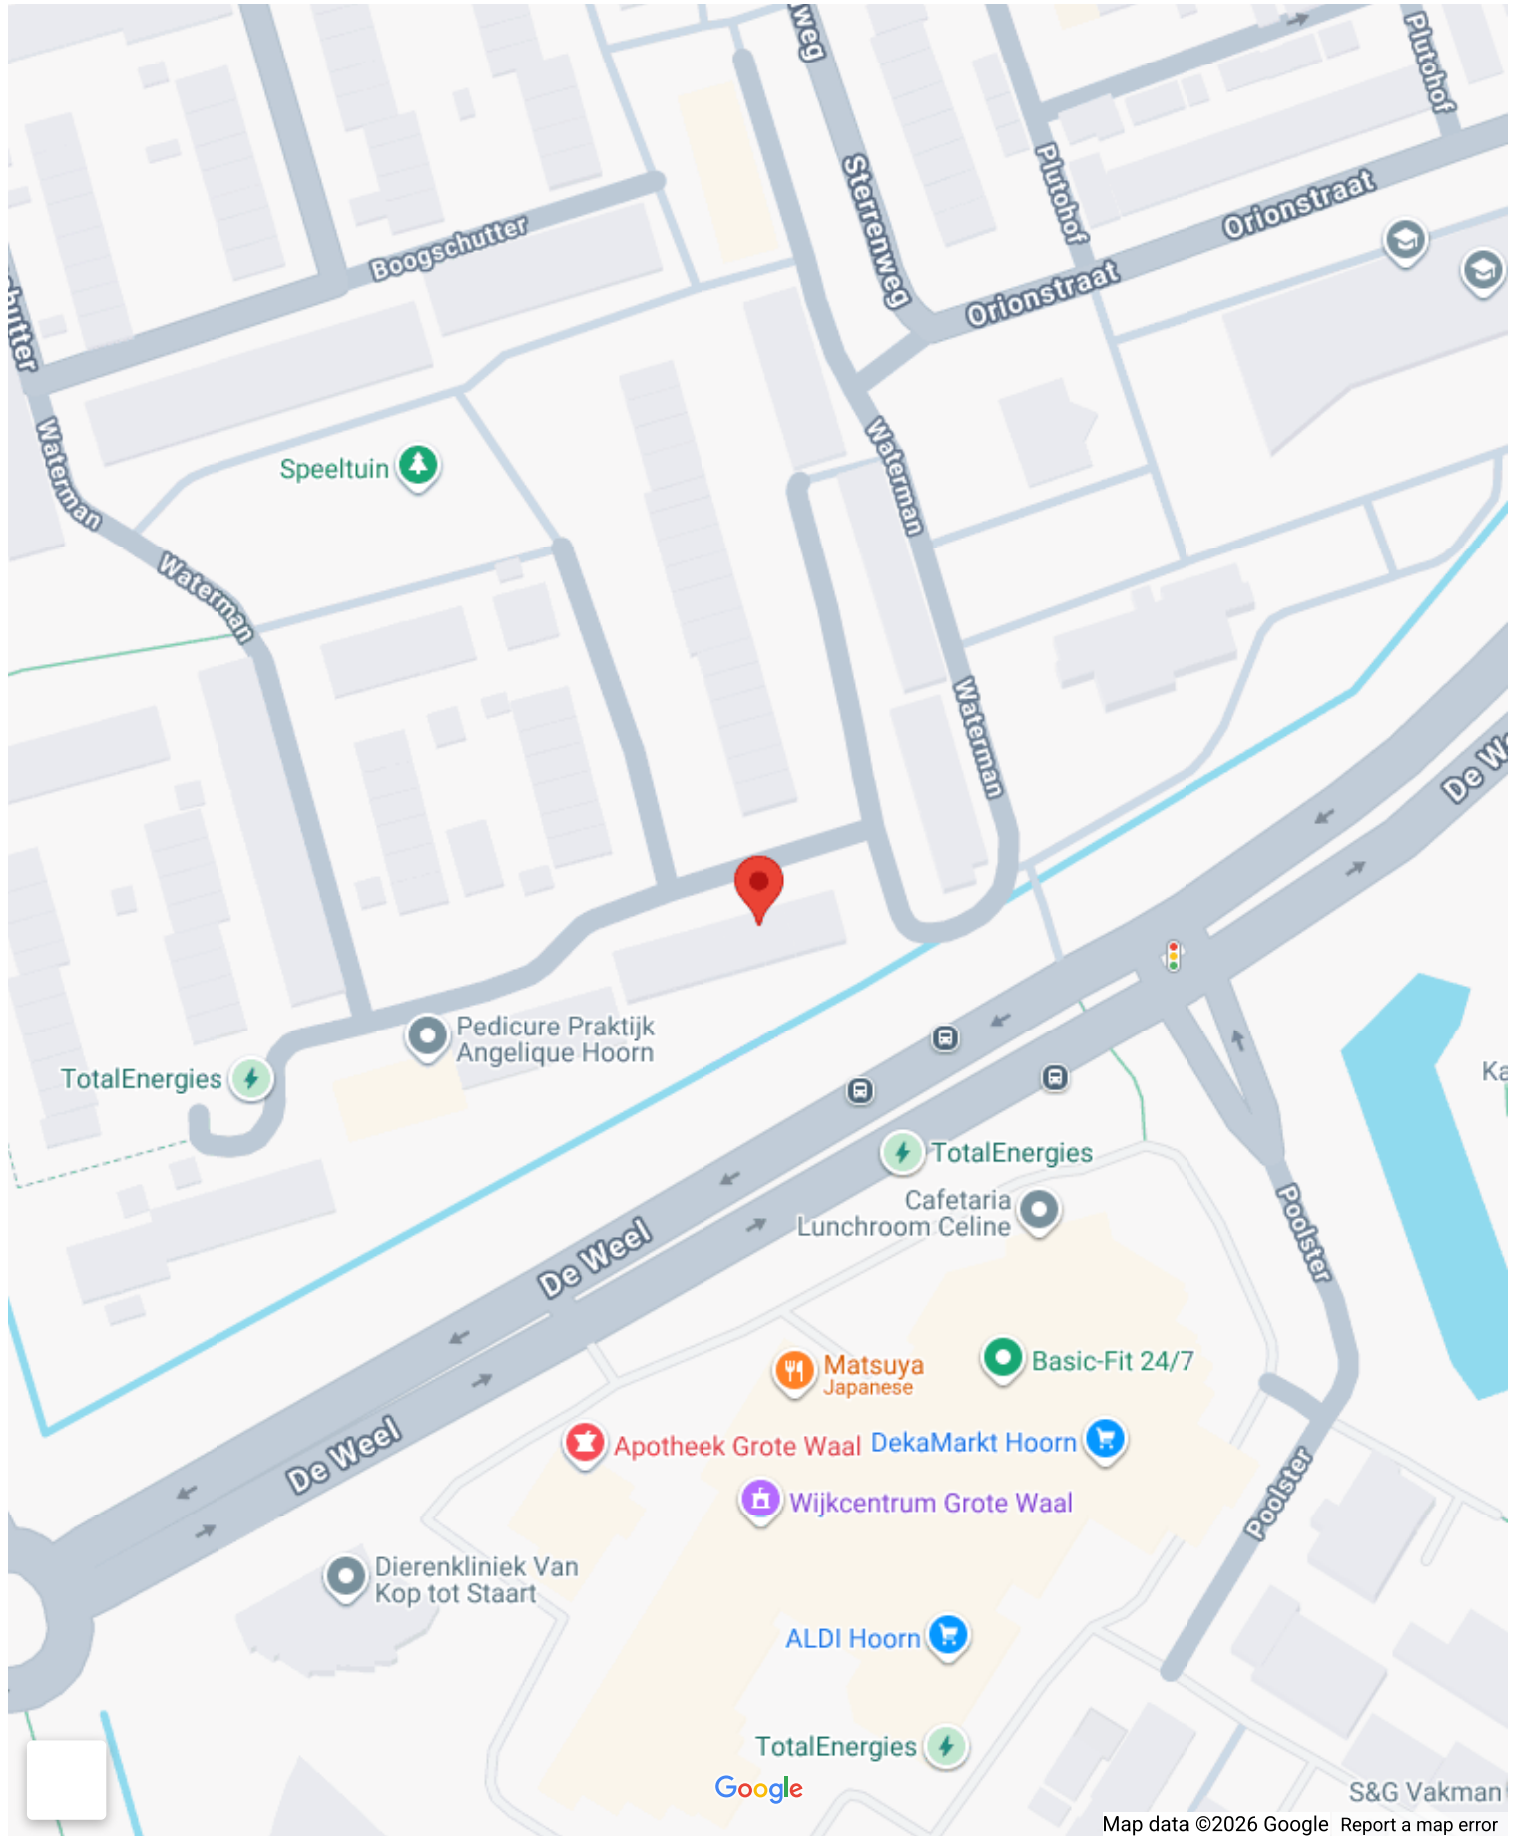 weg
Plutohof
Plutohof
Sterrenweg
Orionstraat
Orionstraat
Boogschutter
hutter
Waterman
Waterman
Waterman
Speeltuin
Waterman
De We
Pedicure Praktijk
Angelique Hoorn
TotalEnergies
Ka
TotalEnergies
Cafetaria
Lunchroom Celine
Poolster
De Weel
Matsuya
Japanese
Basic-Fit 24/7
De Weel
Apotheek Grote Waal
DekaMarkt Hoorn
Wijkcentrum Grote Waal
Poolster
Dierenkliniek Van
Kop tot Staart
ALDI Hoorn
TotalEnergies
Google
S&G Vakman
Map data ©2026 Google
Report a map error